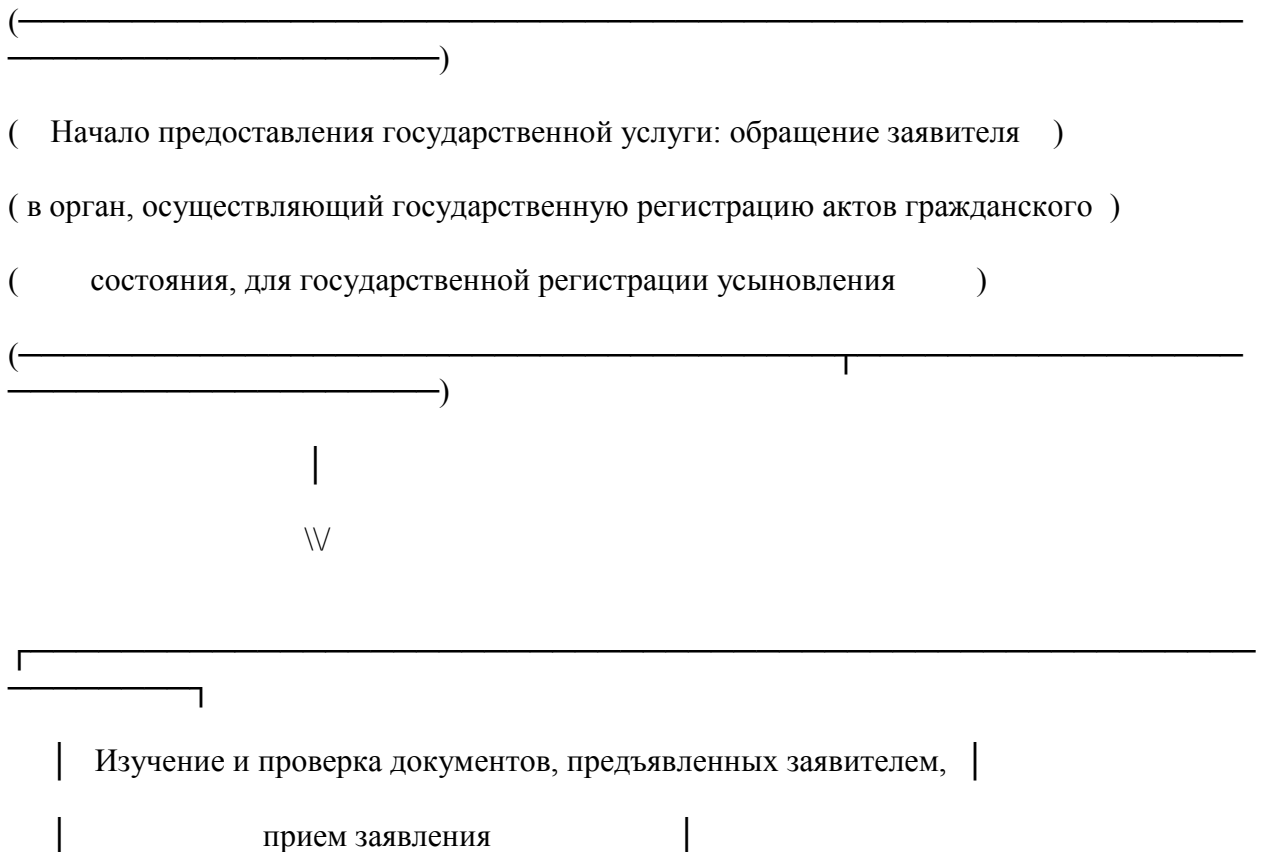 ( Начало предоставления государственной услуги: обращение заявителя )
( в орган, осуществляющий государственную регистрацию актов гражданского )
( состояния, для государственной регистрации усыновления )
Изучение и проверка документов, предъявленных заявителем,
прием заявления